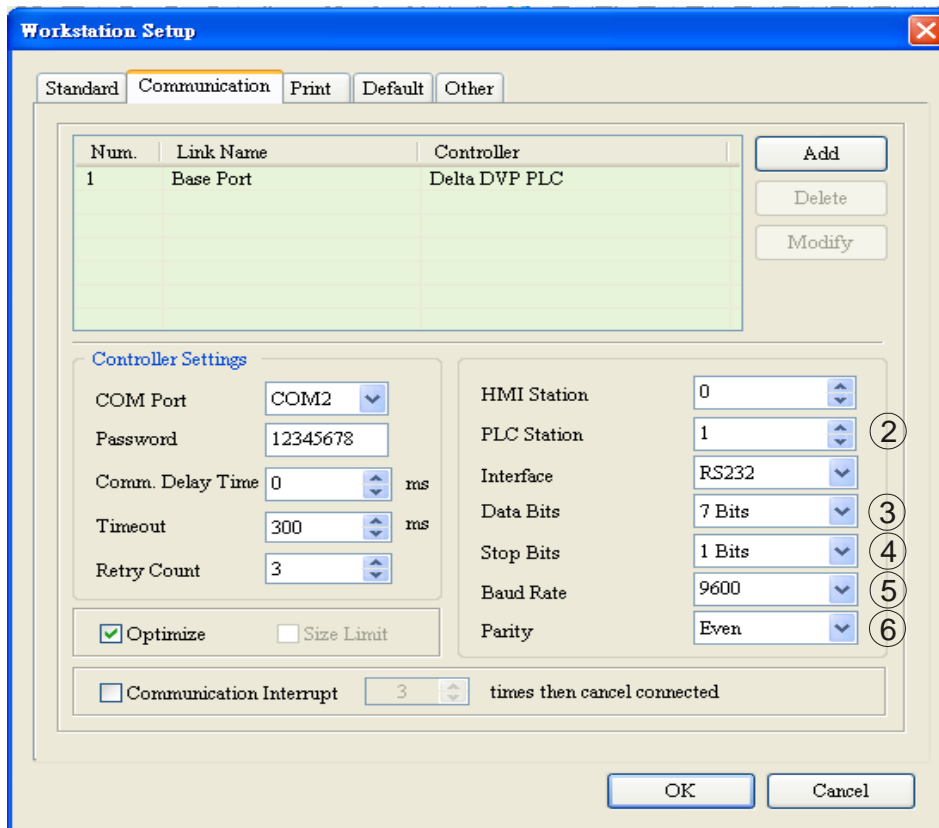 Workstation Setup
Standard Communication Print Default Other
Num. Link Name Controller
1 Base Port Delta DVP PLC
Add
Delete
Modify
Controller Settings
COM Port COM2
Password 12345678
Comm. Delay Time 0 ms
Timeout 300 ms
Retry Count 3
Optimize Size Limit
HMI Station 0
PLC Station 1 ②
Interface RS232
Data Bits 7 Bits ③
Stop Bits 1 Bits ④
Baud Rate 9600 ⑤
Parity Even ⑥
Communication Interrupt 3 times then cancel connected
OK Cancel